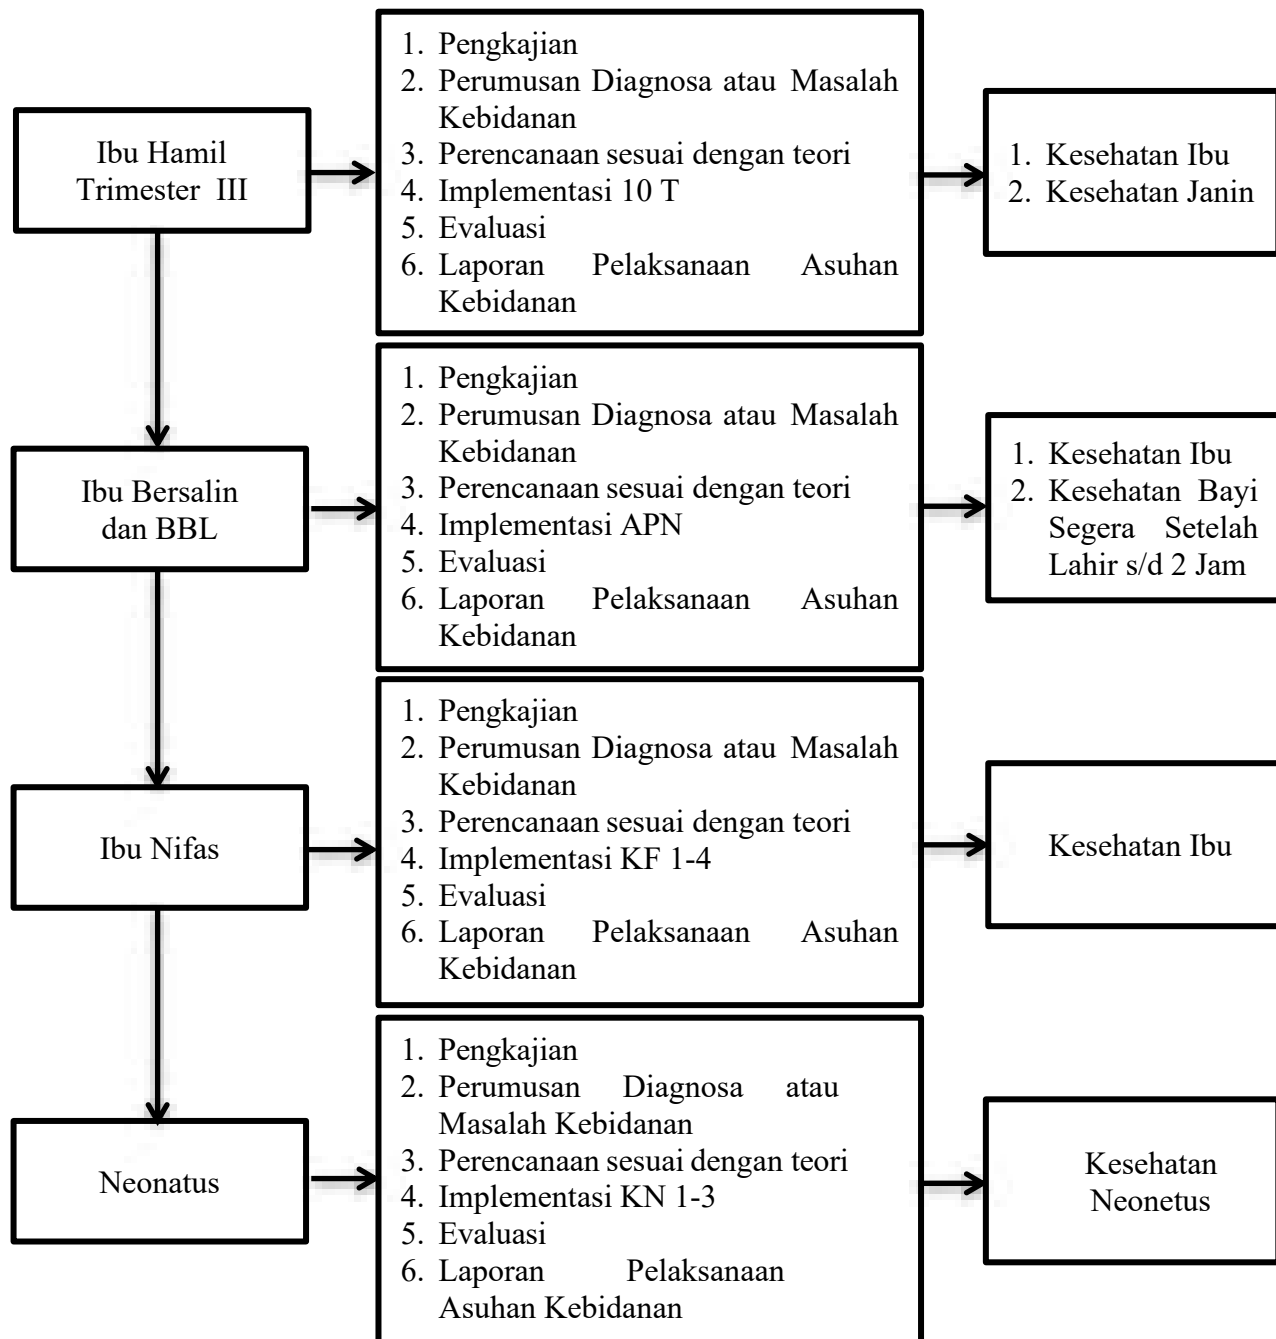 Ibu Hamil
Trimester III
1. Pengkajian
2. Perumusan Diagnosa atau Masalah
Kebidanan
3. Perencanaan sesuai dengan teori
4. Implementasi 10 T
5. Evaluasi
6. Laporan Pelaksanaan Asuhan
Kebidanan
1. Kesehatan Ibu
2. Kesehatan Janin
Ibu Bersalin
dan BBL
1. Pengkajian
2. Perumusan Diagnosa atau Masalah
Kebidanan
3. Perencanaan sesuai dengan teori
4. Implementasi APN
5. Evaluasi
6. Laporan Pelaksanaan Asuhan
Kebidanan
1. Kesehatan Ibu
2. Kesehatan Bayi
Segera Setelah
Lahir s/d 2 Jam
Ibu Nifas
1. Pengkajian
2. Perumusan Diagnosa atau Masalah
Kebidanan
3. Perencanaan sesuai dengan teori
4. Implementasi KF 1-4
5. Evaluasi
6. Laporan Pelaksanaan Asuhan
Kebidanan
Kesehatan Ibu
Neonatus
1. Pengkajian
2. Perumusan Diagnosa atau
Masalah Kebidanan
3. Perencanaan sesuai dengan teori
4. Implementasi KN 1-3
5. Evaluasi
6. Laporan Pelaksanaan
Asuhan Kebidanan
Kesehatan
Neonetus